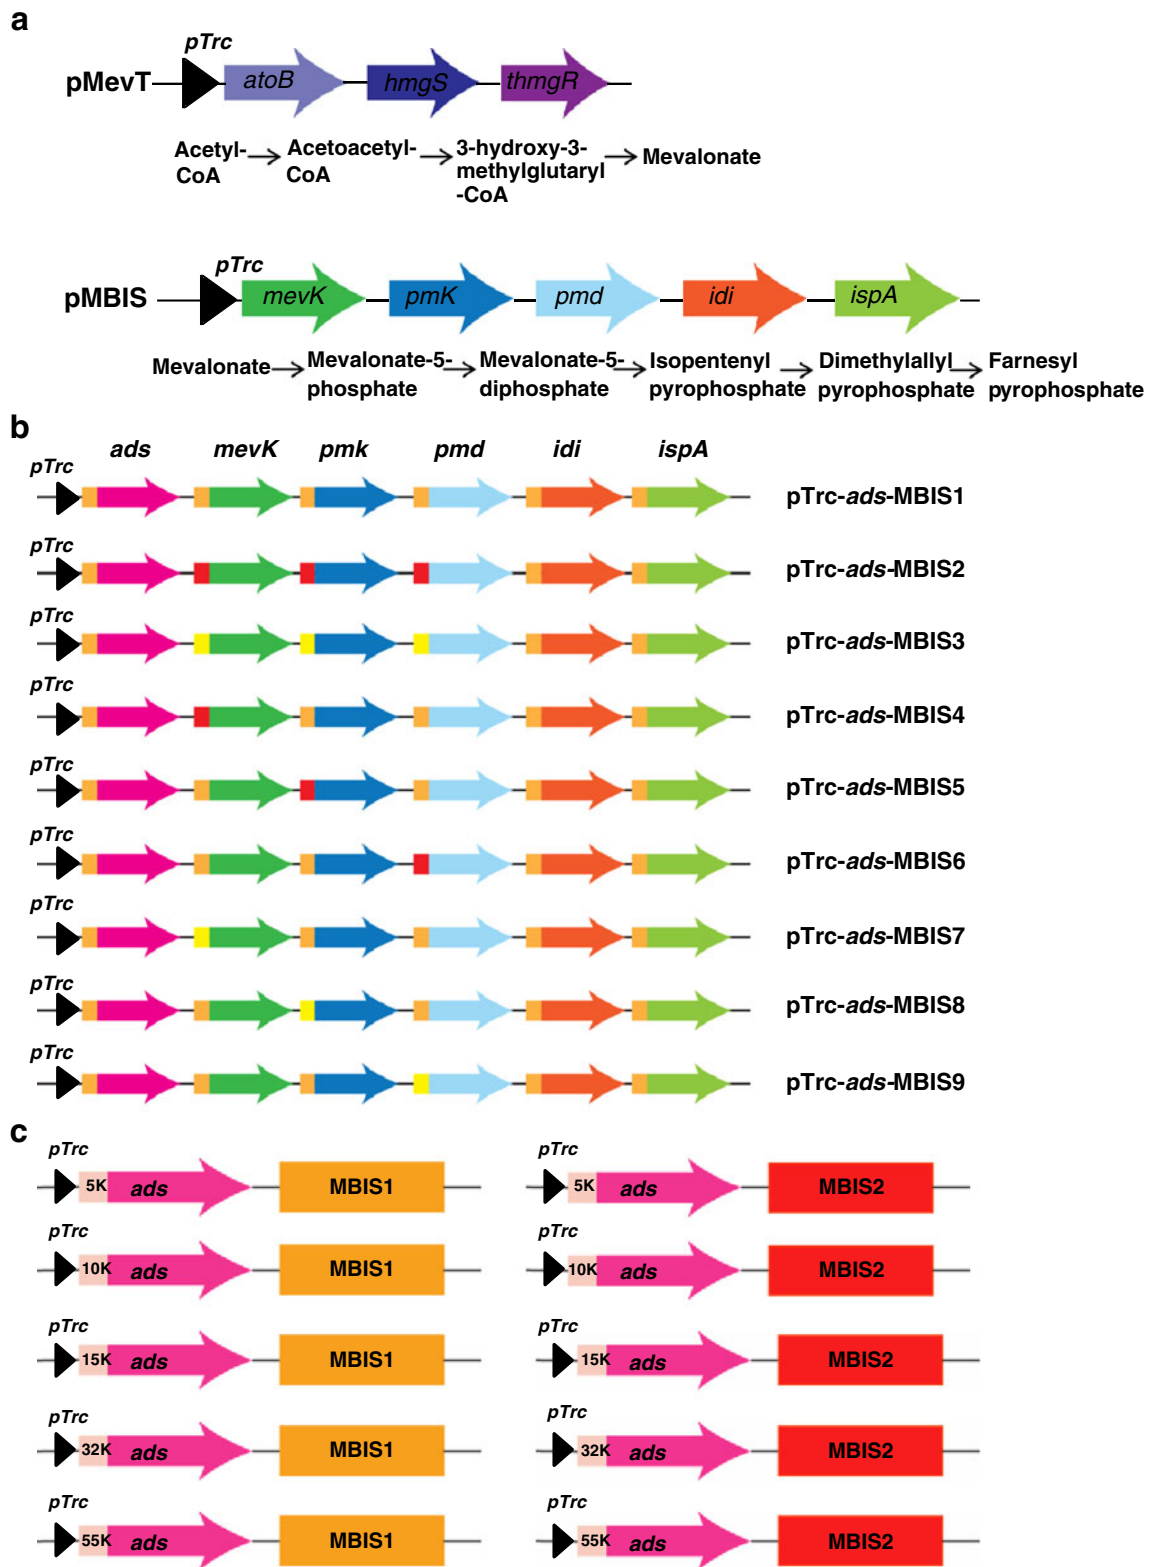 a
pTrc
pMevT atoB hmgS thmgR
Acetyl-CoA Acetoacetyl-CoA 3-hydroxy-3-methylglutaryl-CoA Mevalonate
pTrc
pMBIS mevK pmK pmd idi ispA
Mevalonate Mevalonate-5-phosphate Mevalonate-5-diphosphate Isopentenyl pyrophosphate Dimethylallyl pyrophosphate Farnesyl pyrophosphate
b
ads mevK pmk pmd idi ispA
pTrc
pTrc-ads-MBIS1
pTrc
pTrc-ads-MBIS2
pTrc
pTrc-ads-MBIS3
pTrc
pTrc-ads-MBIS4
pTrc
pTrc-ads-MBIS5
pTrc
pTrc-ads-MBIS6
pTrc
pTrc-ads-MBIS7
pTrc
pTrc-ads-MBIS8
pTrc
pTrc-ads-MBIS9
c
pTrc pTrc
5K ads MBIS1 5K ads MBIS2
pTrc pTrc
10K ads MBIS1 10K ads MBIS2
pTrc pTrc
15K ads MBIS1 15K ads MBIS2
pTrc pTrc
32K ads MBIS1 32K ads MBIS2
pTrc pTrc
55K ads MBIS1 55K ads MBIS2